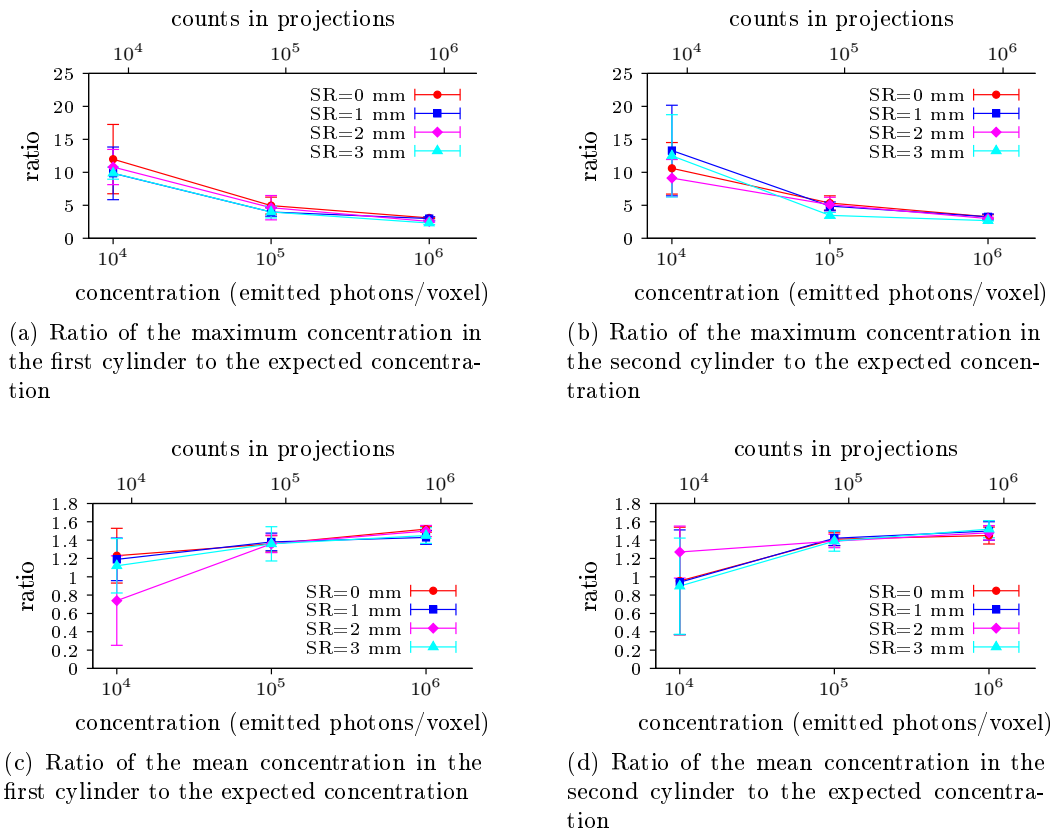 counts in projections
10^4 10^5 10^6
25
20
15
10
5
0
ratio
SR=0 mm
SR=1 mm
SR=2 mm
SR=3 mm
10^4 10^5 10^6
concentration (emitted photons/voxel)
(a) Ratio of the maximum concentration in
the first cylinder to the expected concentra-
tion
counts in projections
10^4 10^5 10^6
25
20
15
10
5
0
ratio
SR=0 mm
SR=1 mm
SR=2 mm
SR=3 mm
10^4 10^5 10^6
concentration (emitted photons/voxel)
(b) Ratio of the maximum concentration in
the second cylinder to the expected concen-
tration
counts in projections
10^4 10^5 10^6
1.8
1.6
1.4
1.2
1
0.8
0.6
0.4
0.2
0
ratio
SR=0 mm
SR=1 mm
SR=2 mm
SR=3 mm
10^4 10^5 10^6
concentration (emitted photons/voxel)
(c) Ratio of the mean concentration in the
first cylinder to the expected concentration
counts in projections
10^4 10^5 10^6
1.8
1.6
1.4
1.2
1
0.8
0.6
0.4
0.2
0
ratio
SR=0 mm
SR=1 mm
SR=2 mm
SR=3 mm
10^4 10^5 10^6
concentration (emitted photons/voxel)
(d) Ratio of the mean concentration in the
second cylinder to the expected concentra-
tion